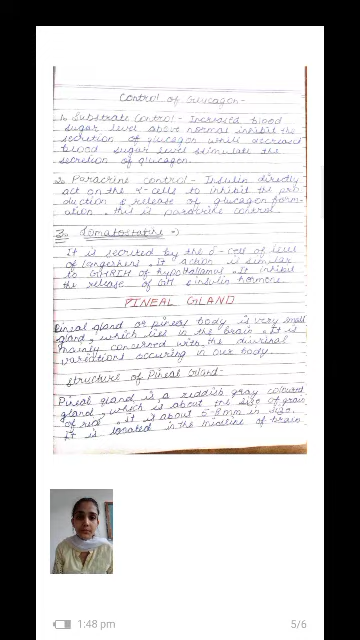 Control of Glucagon-
1. Substrate Control - Increased blood
sugar level above normal inhibit the
secretion of glucagon while decreased
blood sugar level stimulate the
secretion of glucagon.
2. Paracrine control - Insulin directly
act on the α-cells to inhibit the pro
duction & release of glucagon form-
ation. This is paracrine control.
3. Somatostatin :-
It is secreted by the δ-cell of
of langerhans. It action is similar
to of hypothalamus. It inhibit
the release of GH & insulin hormone.
PINEAL GLAND
Pineal gland or pineal body is very small
gland, which lies in the brain. It is
mainly concerned with the diurinal
variations occuring in our body.
Structure of Pineal Gland-
Pineal gland is a reddish gray coloured
gland, which is about the size of grain
of rice. It is about 5-8mm in size.
It is located in the midline of brain
1:48 pm
5/6